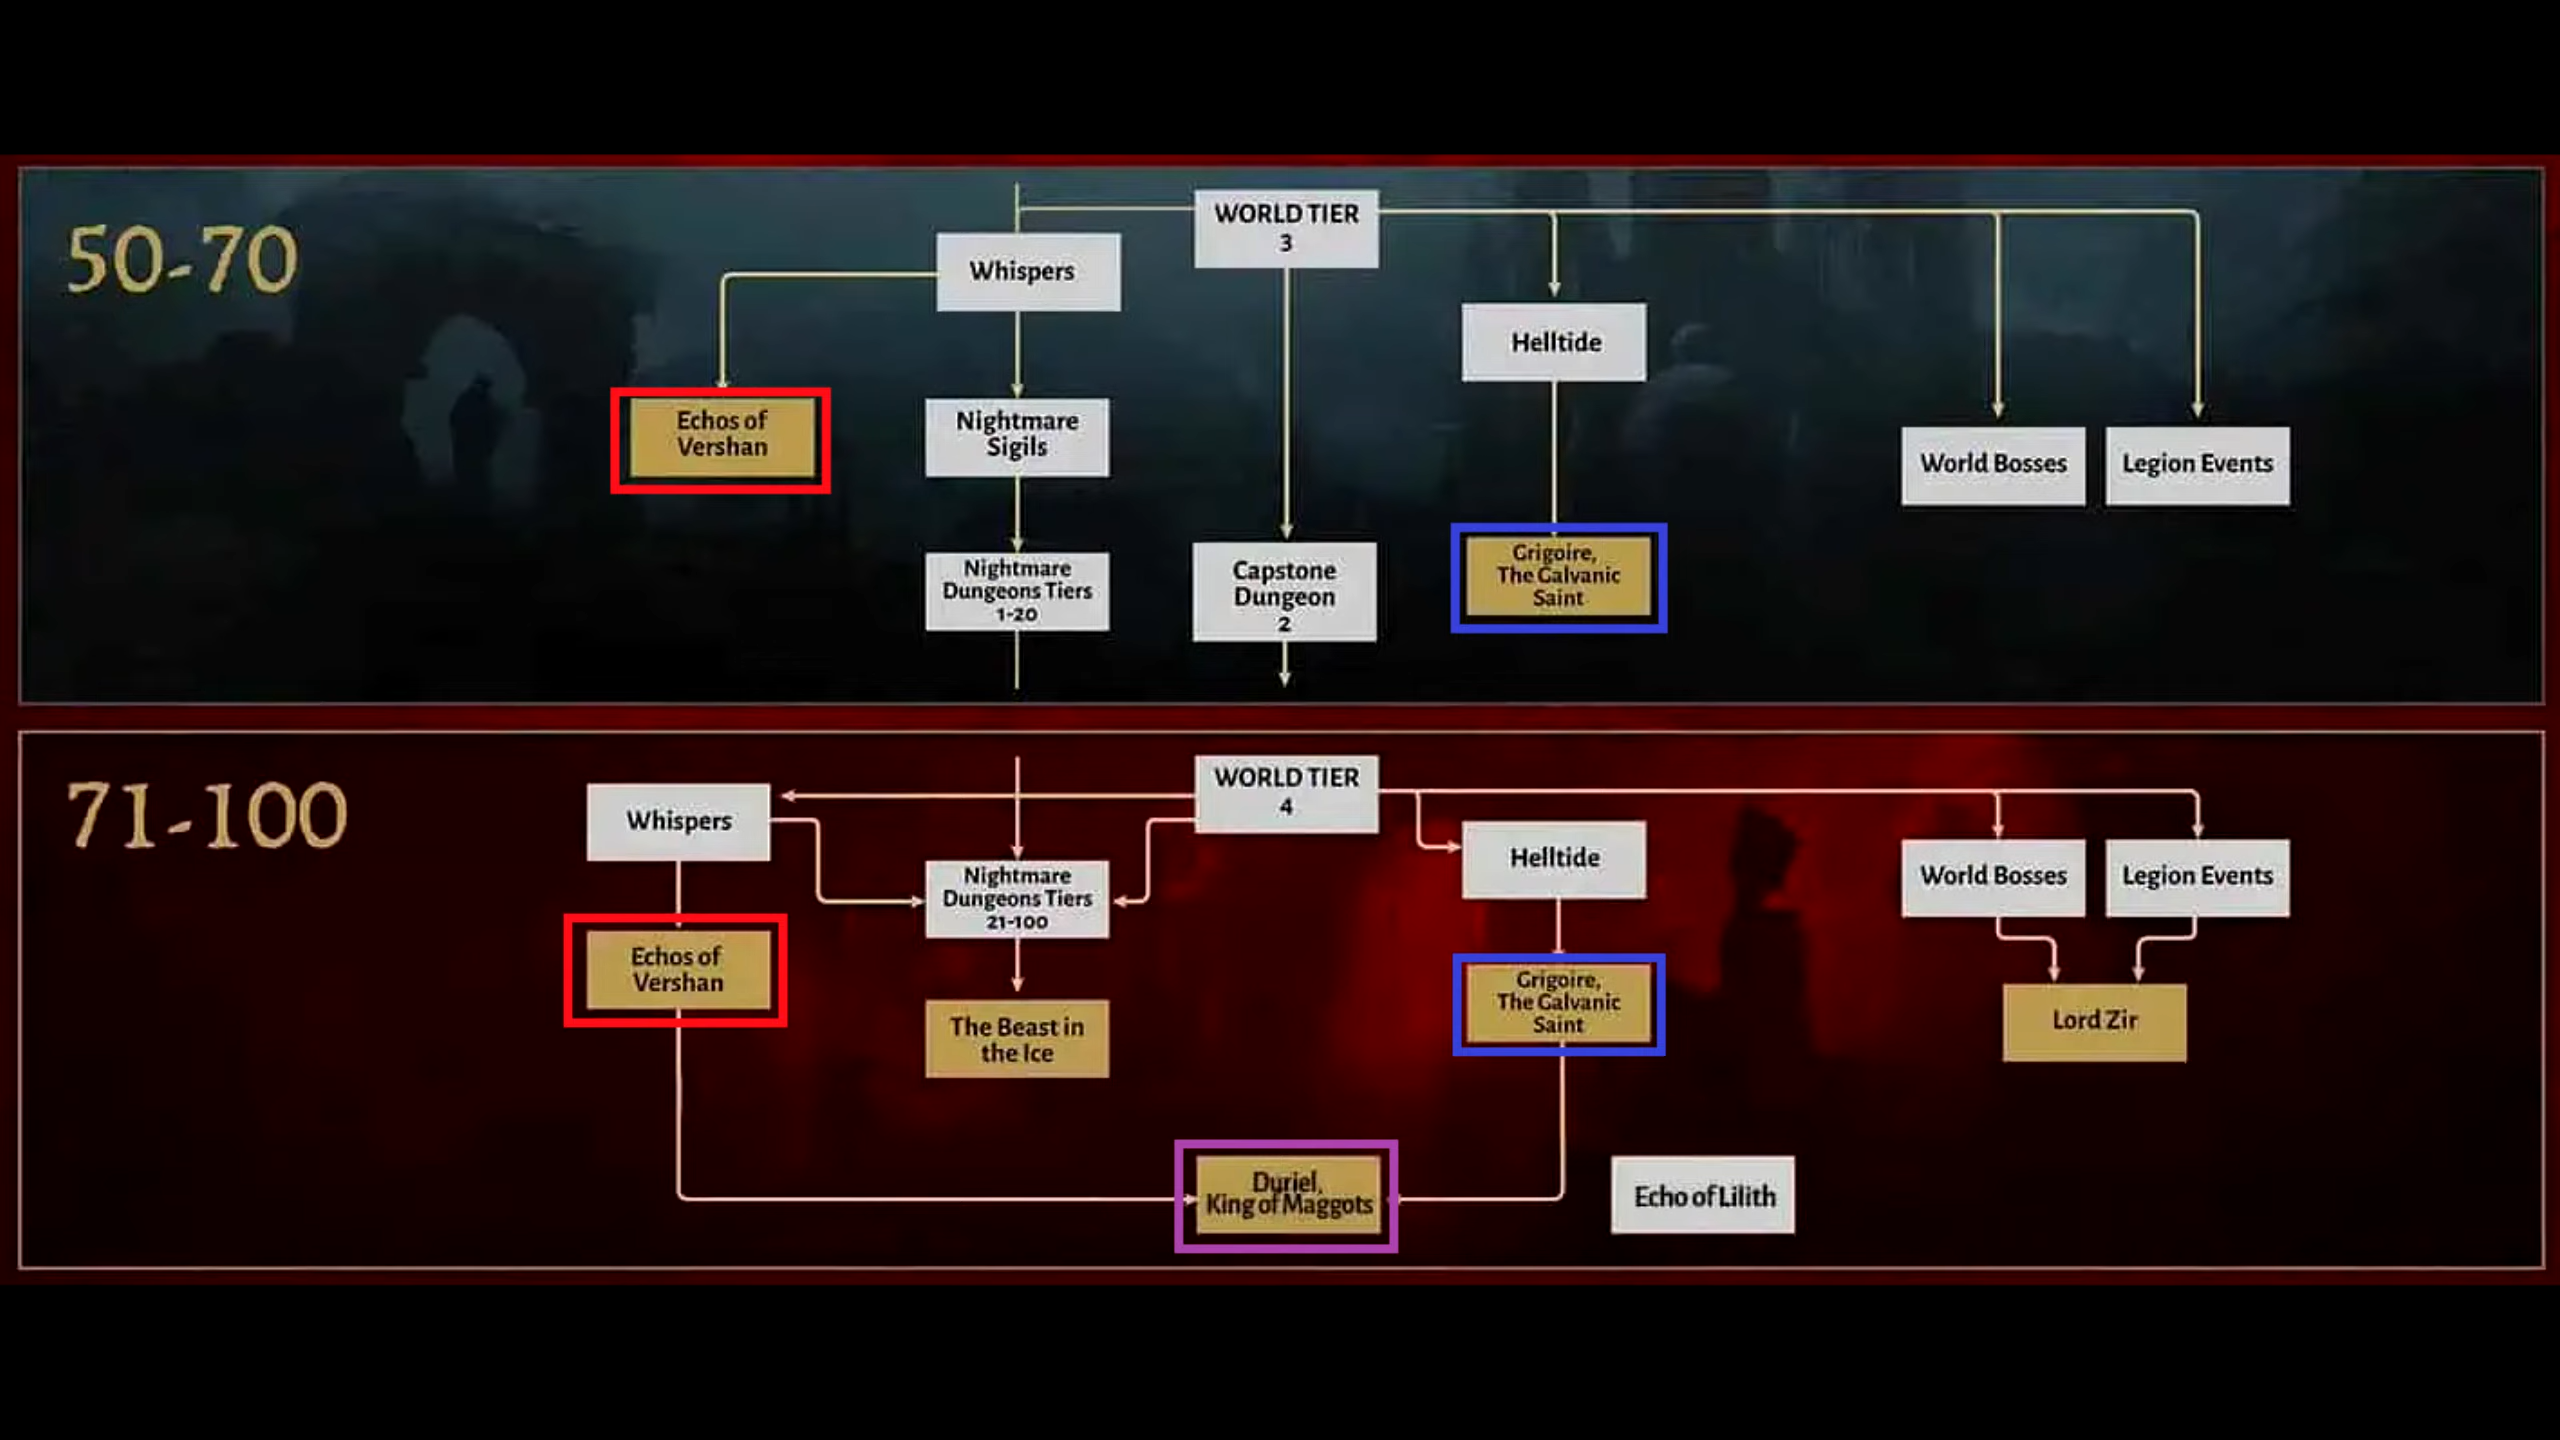 50-70
WORLD TIER
3
Whispers
Helltide
Echos of
Vershan
Nightmare
Sigils
World Bosses
Legion Events
Nightmare
Dungeons Tiers
1-20
Capstone
Dungeon
2
Grigoire,
The Galvanic
Saint
71-100
WORLD TIER
4
Whispers
Helltide
Nightmare
Dungeons Tiers
21-100
World Bosses
Legion Events
Echos of
Vershan
The Beast in
the Ice
Grigoire,
The Galvanic
Saint
Lord Zir
Duriel,
King of Maggots
Echo of Lilith